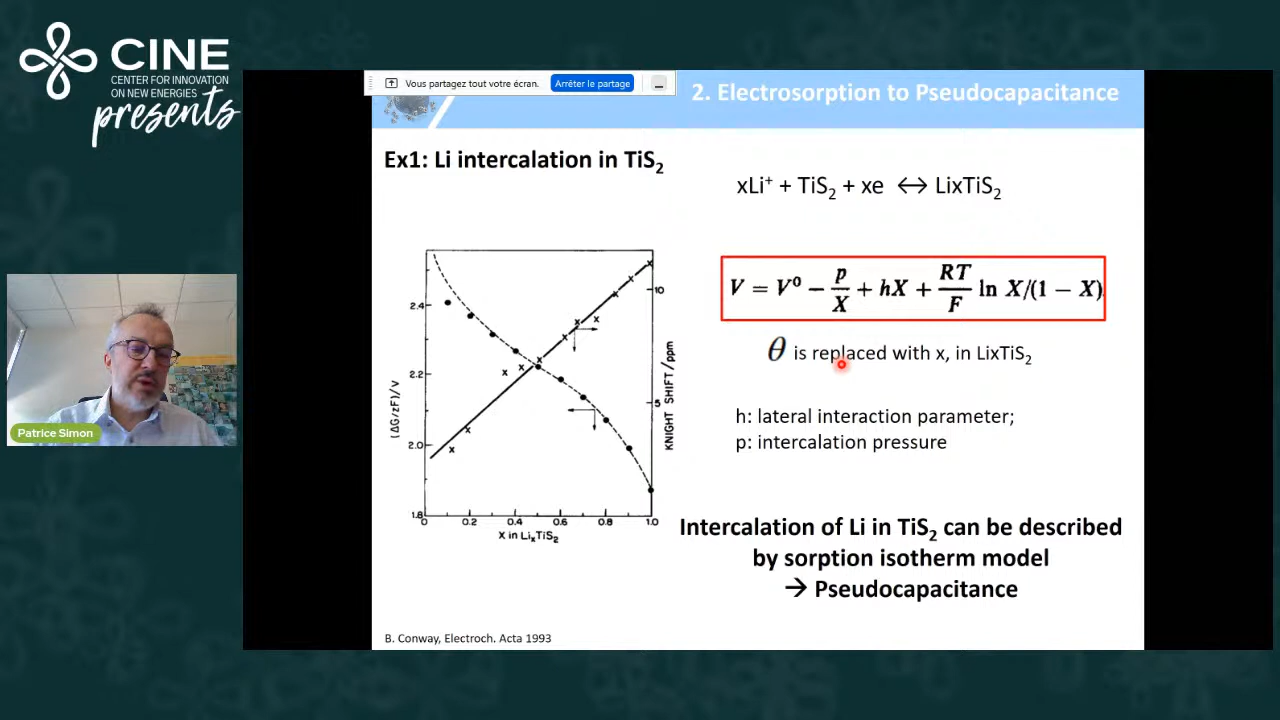 CINE
CENTER FOR INNOVATION
ON NEW ENERGIES
presents
Vous partagez tout votre écran. Arrêter le partage
2. Electrosorption to Pseudocapacitance
Ex1: Li intercalation in TiS₂
xLi⁺ + TiS₂ + xe ↔ LixTiS₂
V = V⁰ − p/X + hX + RT/F ln X/(1 − X)
θ is replaced with x, in LixTiS₂
h: lateral interaction parameter;
p: intercalation pressure
(ΔG/zF)/v
2.4
2.2
2.0
1.8
0 0.2 0.4 0.6 0.8 1.0
X in LiₓTiS₂
10
5
KNIGHT SHIFT/ppm
Intercalation of Li in TiS₂ can be described
by sorption isotherm model
→ Pseudocapacitance
B. Conway, Electroch. Acta 1993
Patrice Simon